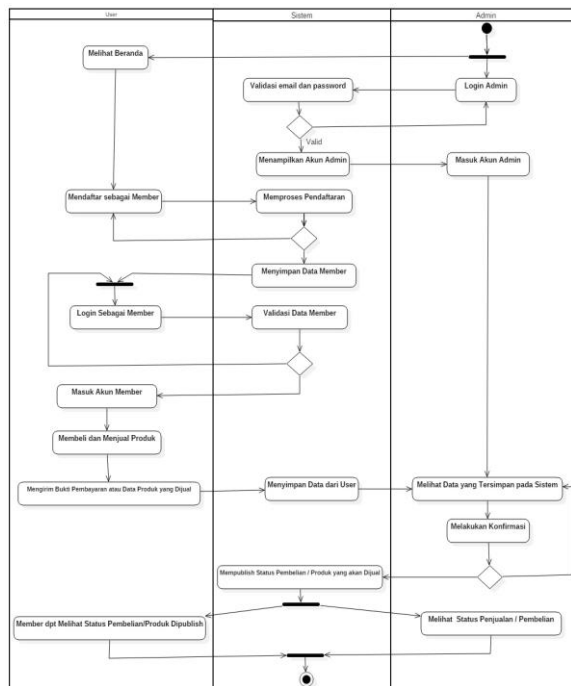 User
Sistem
Admin
Melihat Beranda
Validasi email dan password
Login Admin
Valid
Menampilkan Akun Admin
Masuk Akun Admin
Mendaftar sebagai Member
Memproses Pendaftaran
Menyimpan Data Member
Login Sebagai Member
Validasi Data Member
Masuk Akun Member
Membeli dan Menjual Produk
Mengirim Bukti Pembayaran atau Data Produk yang Dijual
Menyimpan Data dari User
Melihat Data yang Tersimpan pada Sistem
Melakukan Konfirmasi
Mempublish Status Pembelian / Produk yang akan Dijual
Member dpt Melihat Status Pembelian/Produk Dipublish
Melihat Status Penjualan / Pembelian